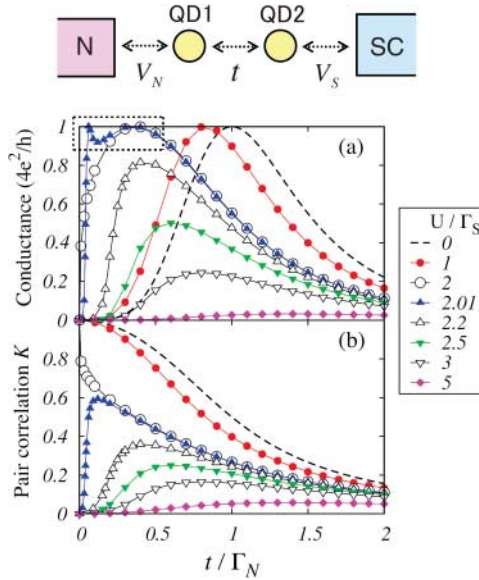 QD1 QD2
N SC
V_N t V_S
(a)
Conductance (4e²/h)
1
0.8
0.6
0.4
0.2
0
(b)
Pair correlation K
0.8
0.6
0.4
0.2
0
0 0.5 1 1.5 2
t / Γ_N
U / Γ_S
0
1
2
2.01
2.2
2.5
3
5